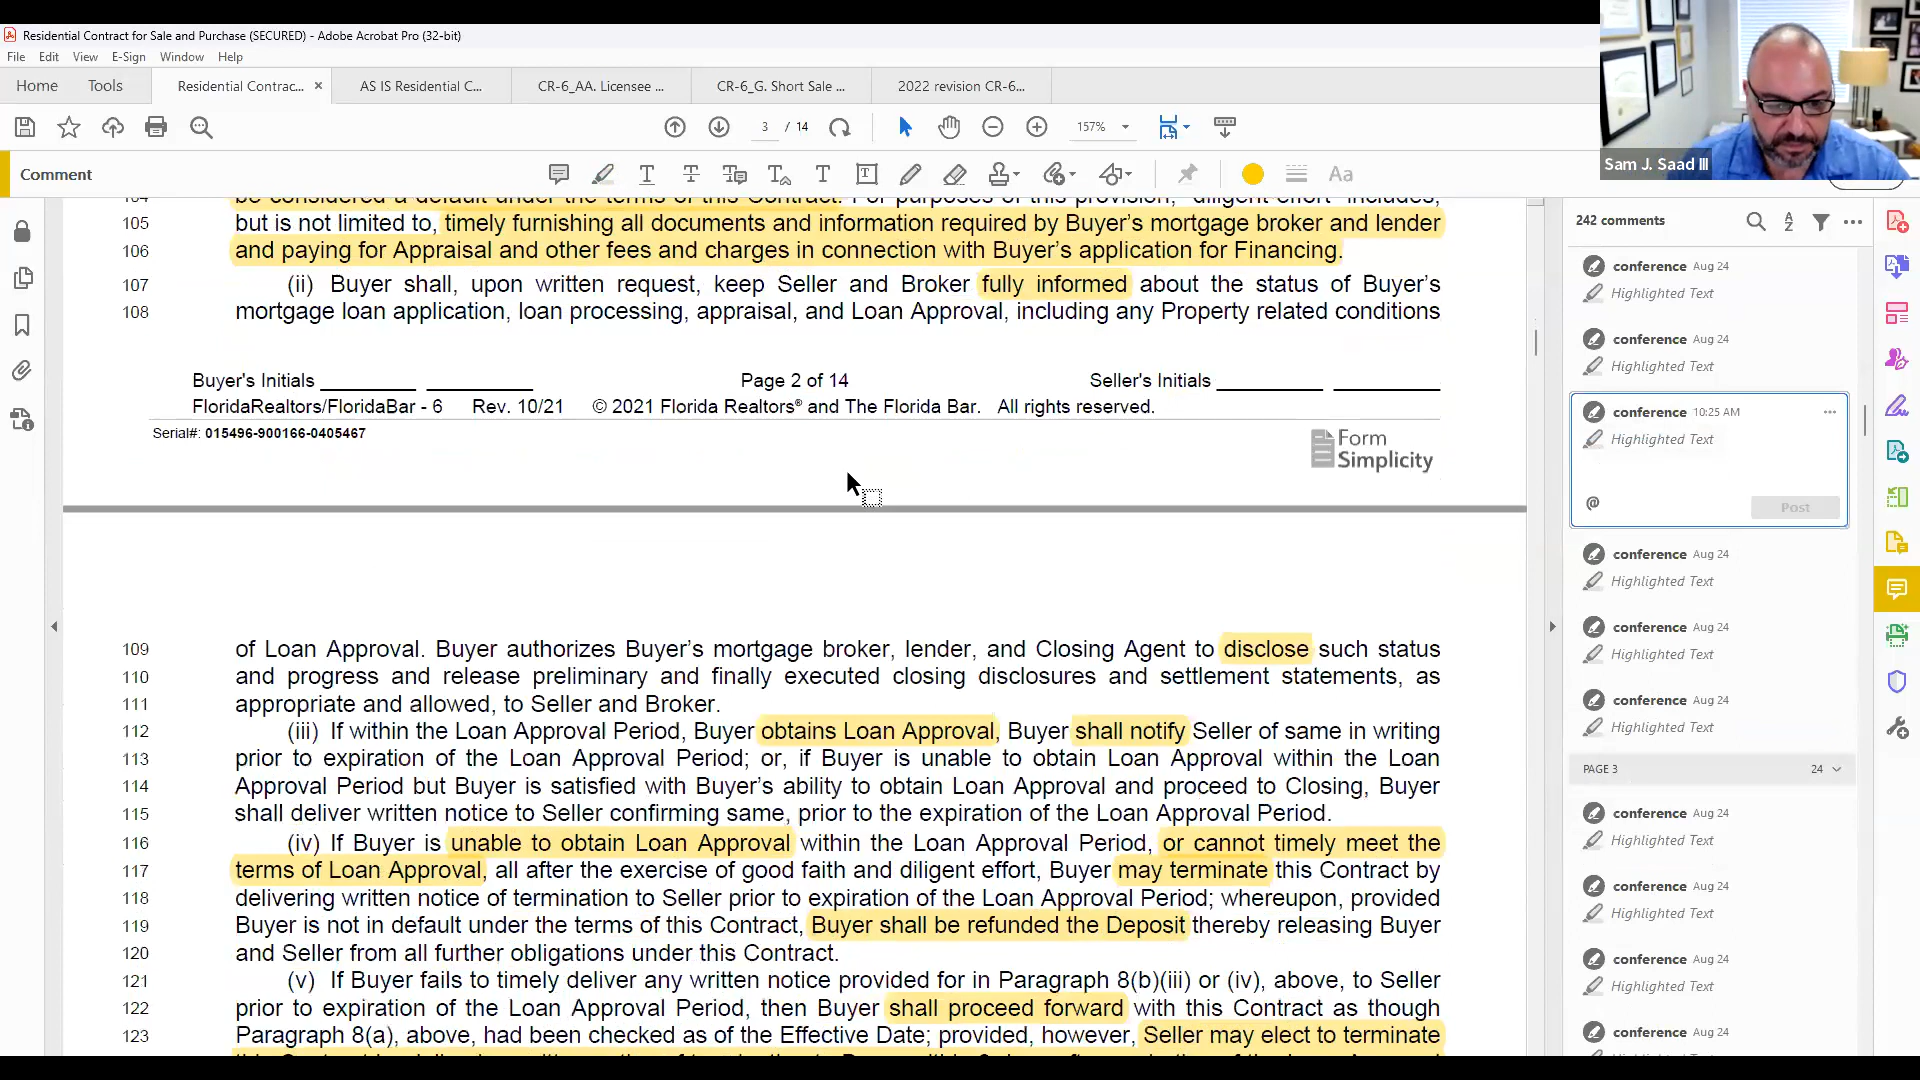 Residential Contract for Sale and Purchase (SECURED) - Adobe Acrobat Pro (32-bit)
File Edit View Window Help
Home Tools Residential Contrac... × AS IS Residential C... CR-6_AA. Licensee ... CR-6_G. Short Sale ... 2022 revision CR-6...
3 / 14 157%
Comment
Aa
Sam J. Saad III
be considered a default under the terms of this Contract.
105 but is not limited to, timely furnishing all documents and information required by Buyer's mortgage broker and lender
106 and paying for Appraisal and other fees and charges in connection with Buyer's application for Financing.
107 (ii) Buyer shall, upon written request, keep Seller and Broker fully informed about the status of Buyer's
108 mortgage loan application, loan processing, appraisal, and Loan Approval, including any Property related conditions
Buyer's Initials Page 2 of 14 Seller's Initials
FloridaRealtors/FloridaBar - 6 Rev. 10/21 © 2021 Florida Realtors® and The Florida Bar. All rights reserved.
Serial#: 015496-900166-0405467
Form
Simplicity
109 of Loan Approval. Buyer authorizes Buyer's mortgage broker, lender, and Closing Agent to disclose such status
110 and progress and release preliminary and finally executed closing disclosures and settlement statements, as
111 appropriate and allowed, to Seller and Broker.
112 (iii) If within the Loan Approval Period, Buyer obtains Loan Approval, Buyer shall notify Seller of same in writing
113 prior to expiration of the Loan Approval Period; or, if Buyer is unable to obtain Loan Approval within the Loan
114 Approval Period but Buyer is satisfied with Buyer's ability to obtain Loan Approval and proceed to Closing, Buyer
115 shall deliver written notice to Seller confirming same, prior to the expiration of the Loan Approval Period.
116 (iv) If Buyer is unable to obtain Loan Approval within the Loan Approval Period, or cannot timely meet the
117 terms of Loan Approval, all after the exercise of good faith and diligent effort, Buyer may terminate this Contract by
118 delivering written notice of termination to Seller prior to expiration of the Loan Approval Period; whereupon, provided
119 Buyer is not in default under the terms of this Contract, Buyer shall be refunded the Deposit thereby releasing Buyer
120 and Seller from all further obligations under this Contract.
121 (v) If Buyer fails to timely deliver any written notice provided for in Paragraph 8(b)(iii) or (iv), above, to Seller
122 prior to expiration of the Loan Approval Period, then Buyer shall proceed forward with this Contract as though
123 Paragraph 8(a), above, had been checked as of the Effective Date; provided, however, Seller may elect to terminate
242 comments
conference Aug 24
Highlighted Text
conference Aug 24
Highlighted Text
conference 10:25 AM
Highlighted Text
@ Post
conference Aug 24
Highlighted Text
conference Aug 24
Highlighted Text
conference Aug 24
Highlighted Text
PAGE 3 24
conference Aug 24
Highlighted Text
conference Aug 24
Highlighted Text
conference Aug 24
Highlighted Text
conference Aug 24